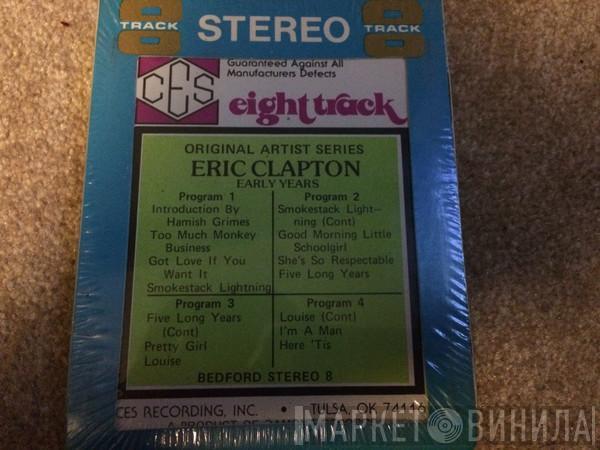 8 TRACK STEREO 8 TRACK
Guaranteed Against All
Manufacturers Defects
CES eight track
ORIGINAL ARTIST SERIES
ERIC CLAPTON
EARLY YEARS
Program 1
Introduction By
Hamish Grimes
Too Much Monkey
Business
Got Love If You
Want It
Smokestack Lightning
Program 2
Smokestack Light-
ning (Cont)
Good Morning Little
Schoolgirl
She's So Respectable
Five Long Years
Program 3
Five Long Years
(Cont)
Pretty Girl
Louise
Program 4
Louise (Cont)
I'm A Man
Here 'Tis
BEDFORD STEREO 8
CES RECORDING, INC. • TULSA, OK 74116
A PRODUCT OF
МАРКЕТ ВИНИЛА